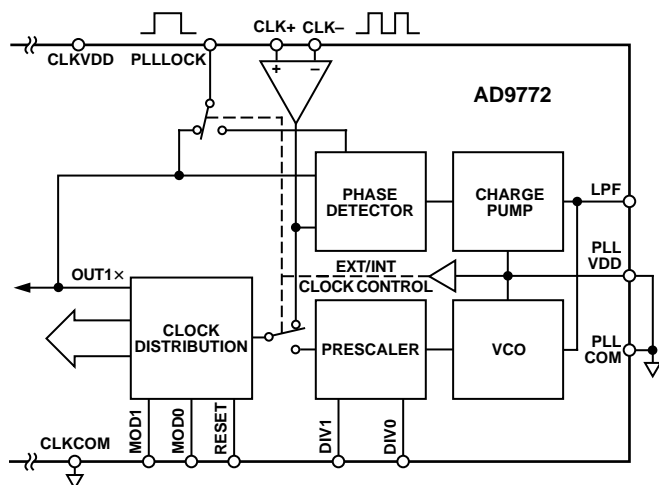 CLK+ CLK–
CLKVDD PLLLOCK
+ –
AD9772
PHASE
DETECTOR
CHARGE
PUMP
LPF
PLL
VDD
OUT1×
EXT/INT
CLOCK CONTROL
CLOCK
DISTRIBUTION
PRESCALER
VCO
PLL
COM
CLKCOM
MOD1
MOD0
RESET
DIV1
DIV0